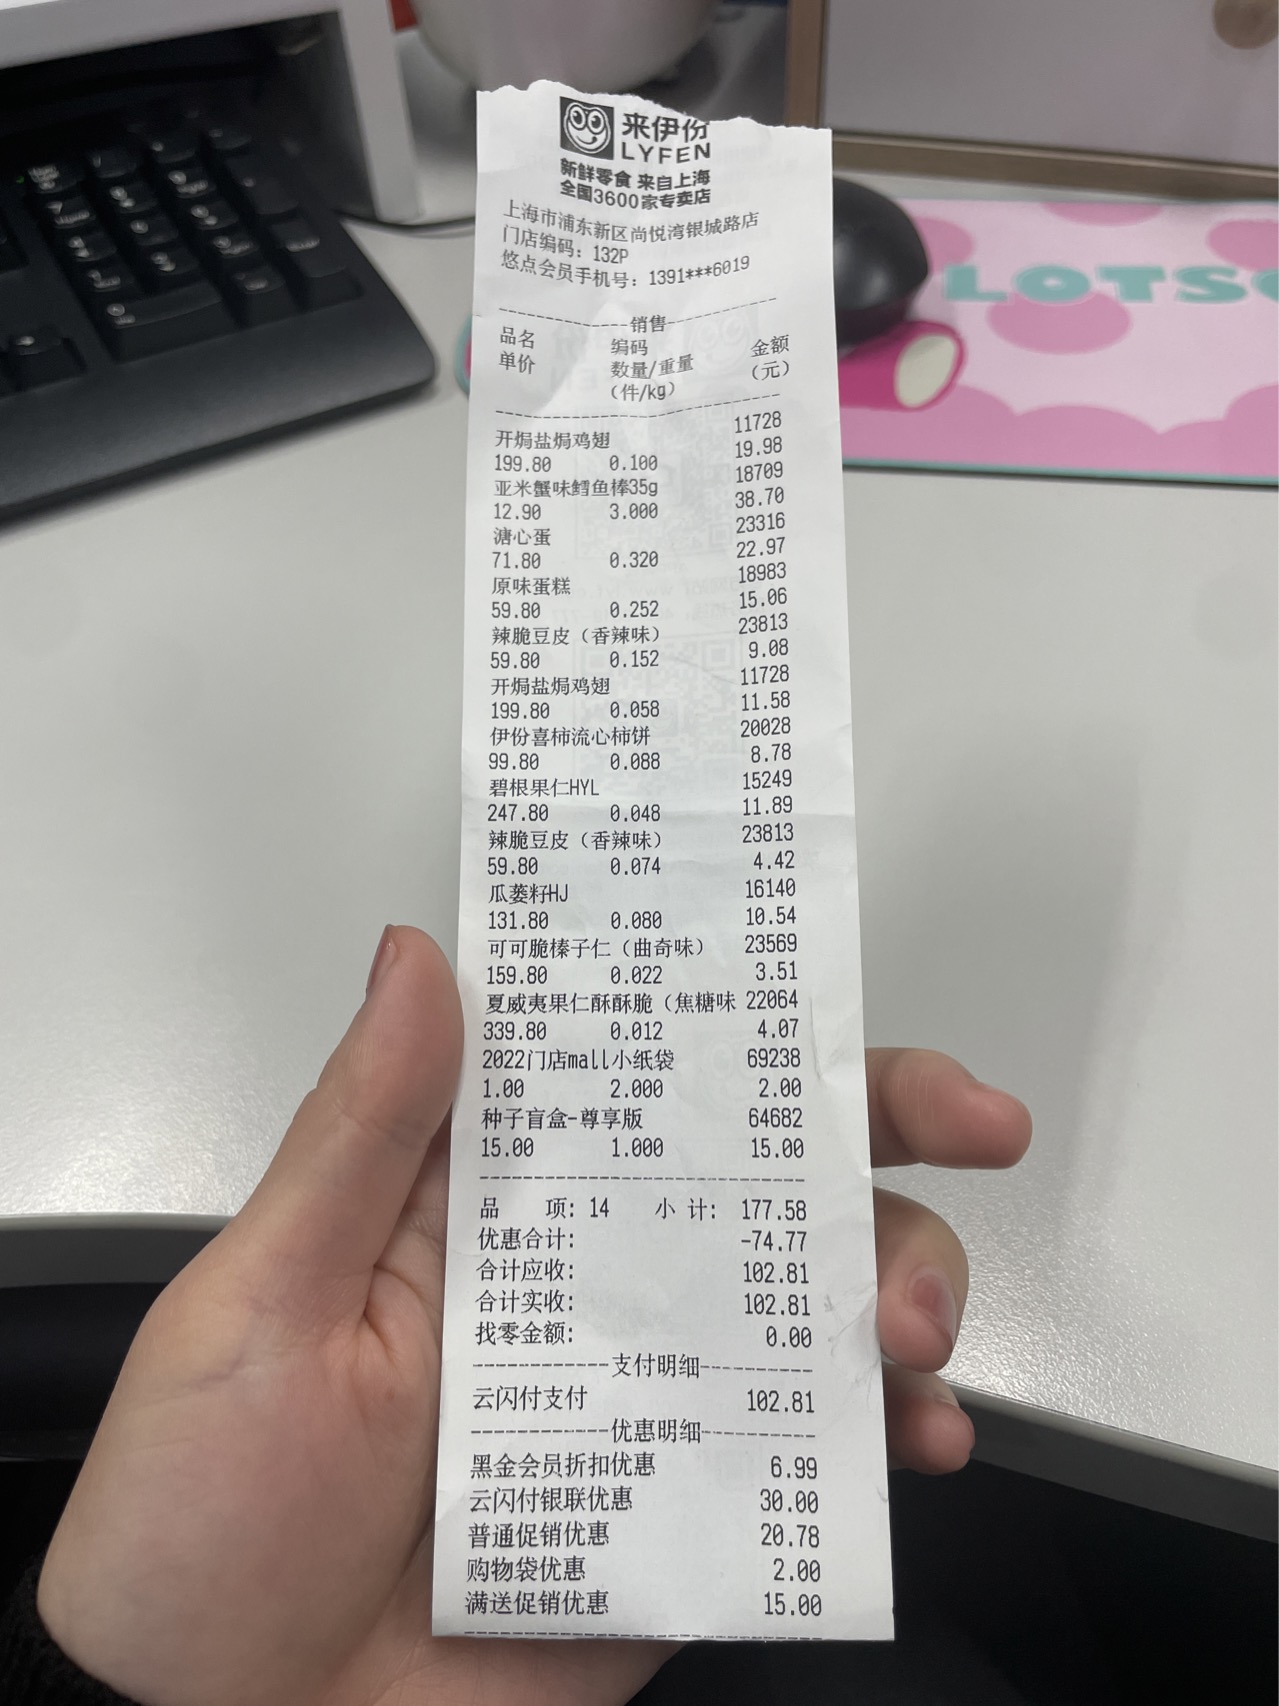 来伊份
LYFEN
新鲜零食 来自上海
全国3600家专卖店
上海市浦东新区尚悦湾银城路店
门店编码：132P
悠点会员手机号：1391***6019
------------销售------------
品名 编码 金额
单价 数量/重量 （元）
（件/kg）
开焗盐焗鸡翅 11728
199.80 0.100 19.98
亚米蟹味鳕鱼棒35g 18709
12.90 3.000 38.70
溏心蛋 23316
71.80 0.320 22.97
原味蛋糕 18983
59.80 0.252 15.06
辣脆豆皮（香辣味） 23813
59.80 0.152 9.08
开焗盐焗鸡翅 11728
199.80 0.058 11.58
伊份喜柿流心柿饼 20028
99.80 0.088 8.78
碧根果仁HYL 15249
247.80 0.048 11.89
辣脆豆皮（香辣味） 23813
59.80 0.074 4.42
瓜蒌籽HJ 16140
131.80 0.080 10.54
可可脆榛子仁（曲奇味） 23569
159.80 0.022 3.51
夏威夷果仁酥酥脆（焦糖味 22064
339.80 0.012 4.07
2022门店mall小纸袋 69238
1.00 2.000 2.00
种子盲盒-尊享版 64682
15.00 1.000 15.00
品 项: 14 小 计: 177.58
优惠合计: -74.77
合计应收: 102.81
合计实收: 102.81
找零金额: 0.00
------------支付明细----------
云闪付支付 102.81
------------优惠明细----------
黑金会员折扣优惠 6.99
云闪付银联优惠 30.00
普通促销优惠 20.78
购物袋优惠 2.00
满送促销优惠 15.00
LOTSO